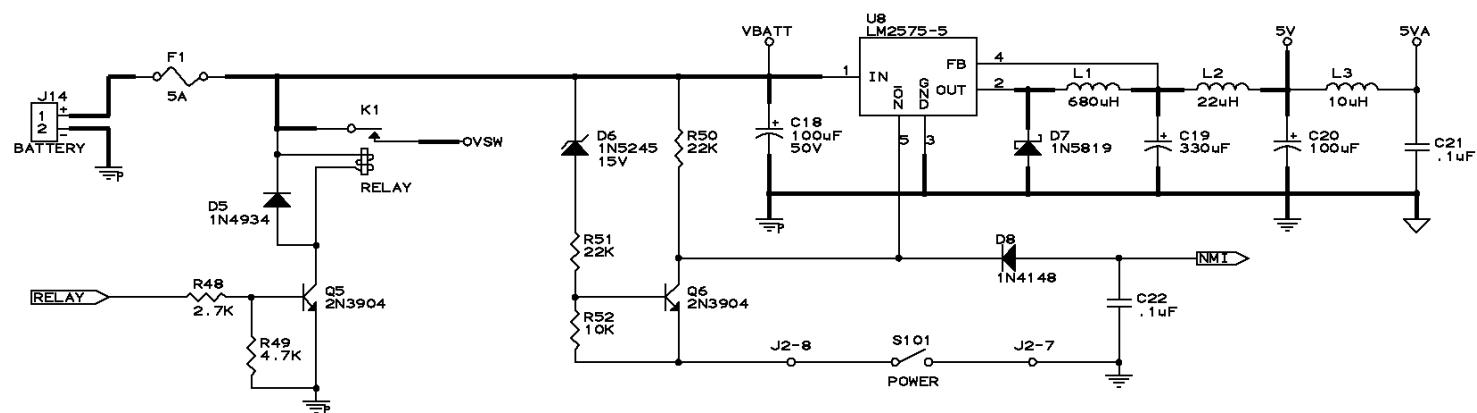 J14
1
2
+
−
BATTERY
F1
5A
K1
OVSW
RELAY
D5
1N4934
RELAY
R48
2.7K
R49
4.7K
Q5
2N3904
P
P
D6
1N5245
15V
R50
22K
R51
22K
R52
10K
Q6
2N3904
VBATT
+
C18
100uF
50V
P
U8
LM2575-5
1
IN
FB
4
OUT
2
ON
GND
5
3
L1
680uH
D7
1N5819
+
C19
330uF
L2
22uH
5V
+
C20
100uF
L3
10uH
5VA
C21
.1uF
D8
1N4148
NMI
C22
.1uF
J2-8
S101
J2-7
POWER